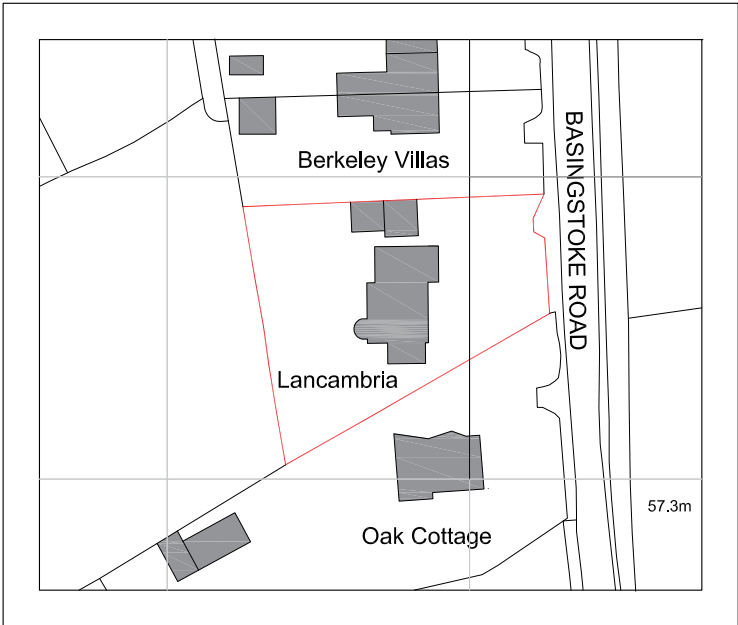 Berkeley Villas
BASINGSTOKE ROAD
Lancambria
57.3m
Oak Cottage